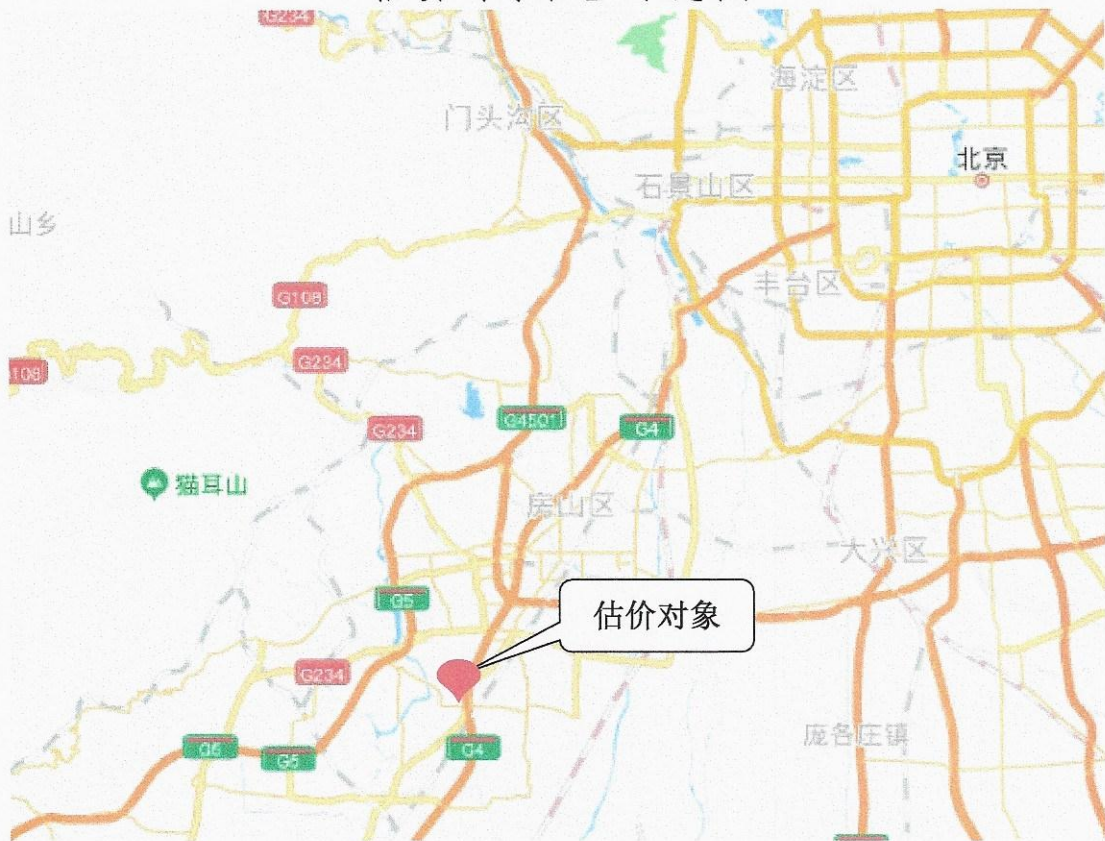 G234
海淀区
门头沟区
北京
石景山区
山乡
丰台区
G108
G234
108
G4501
G4
G234
猫耳山
房山区
大兴区
G5
估价对象
G234
庞各庄镇
G5
G5
G4